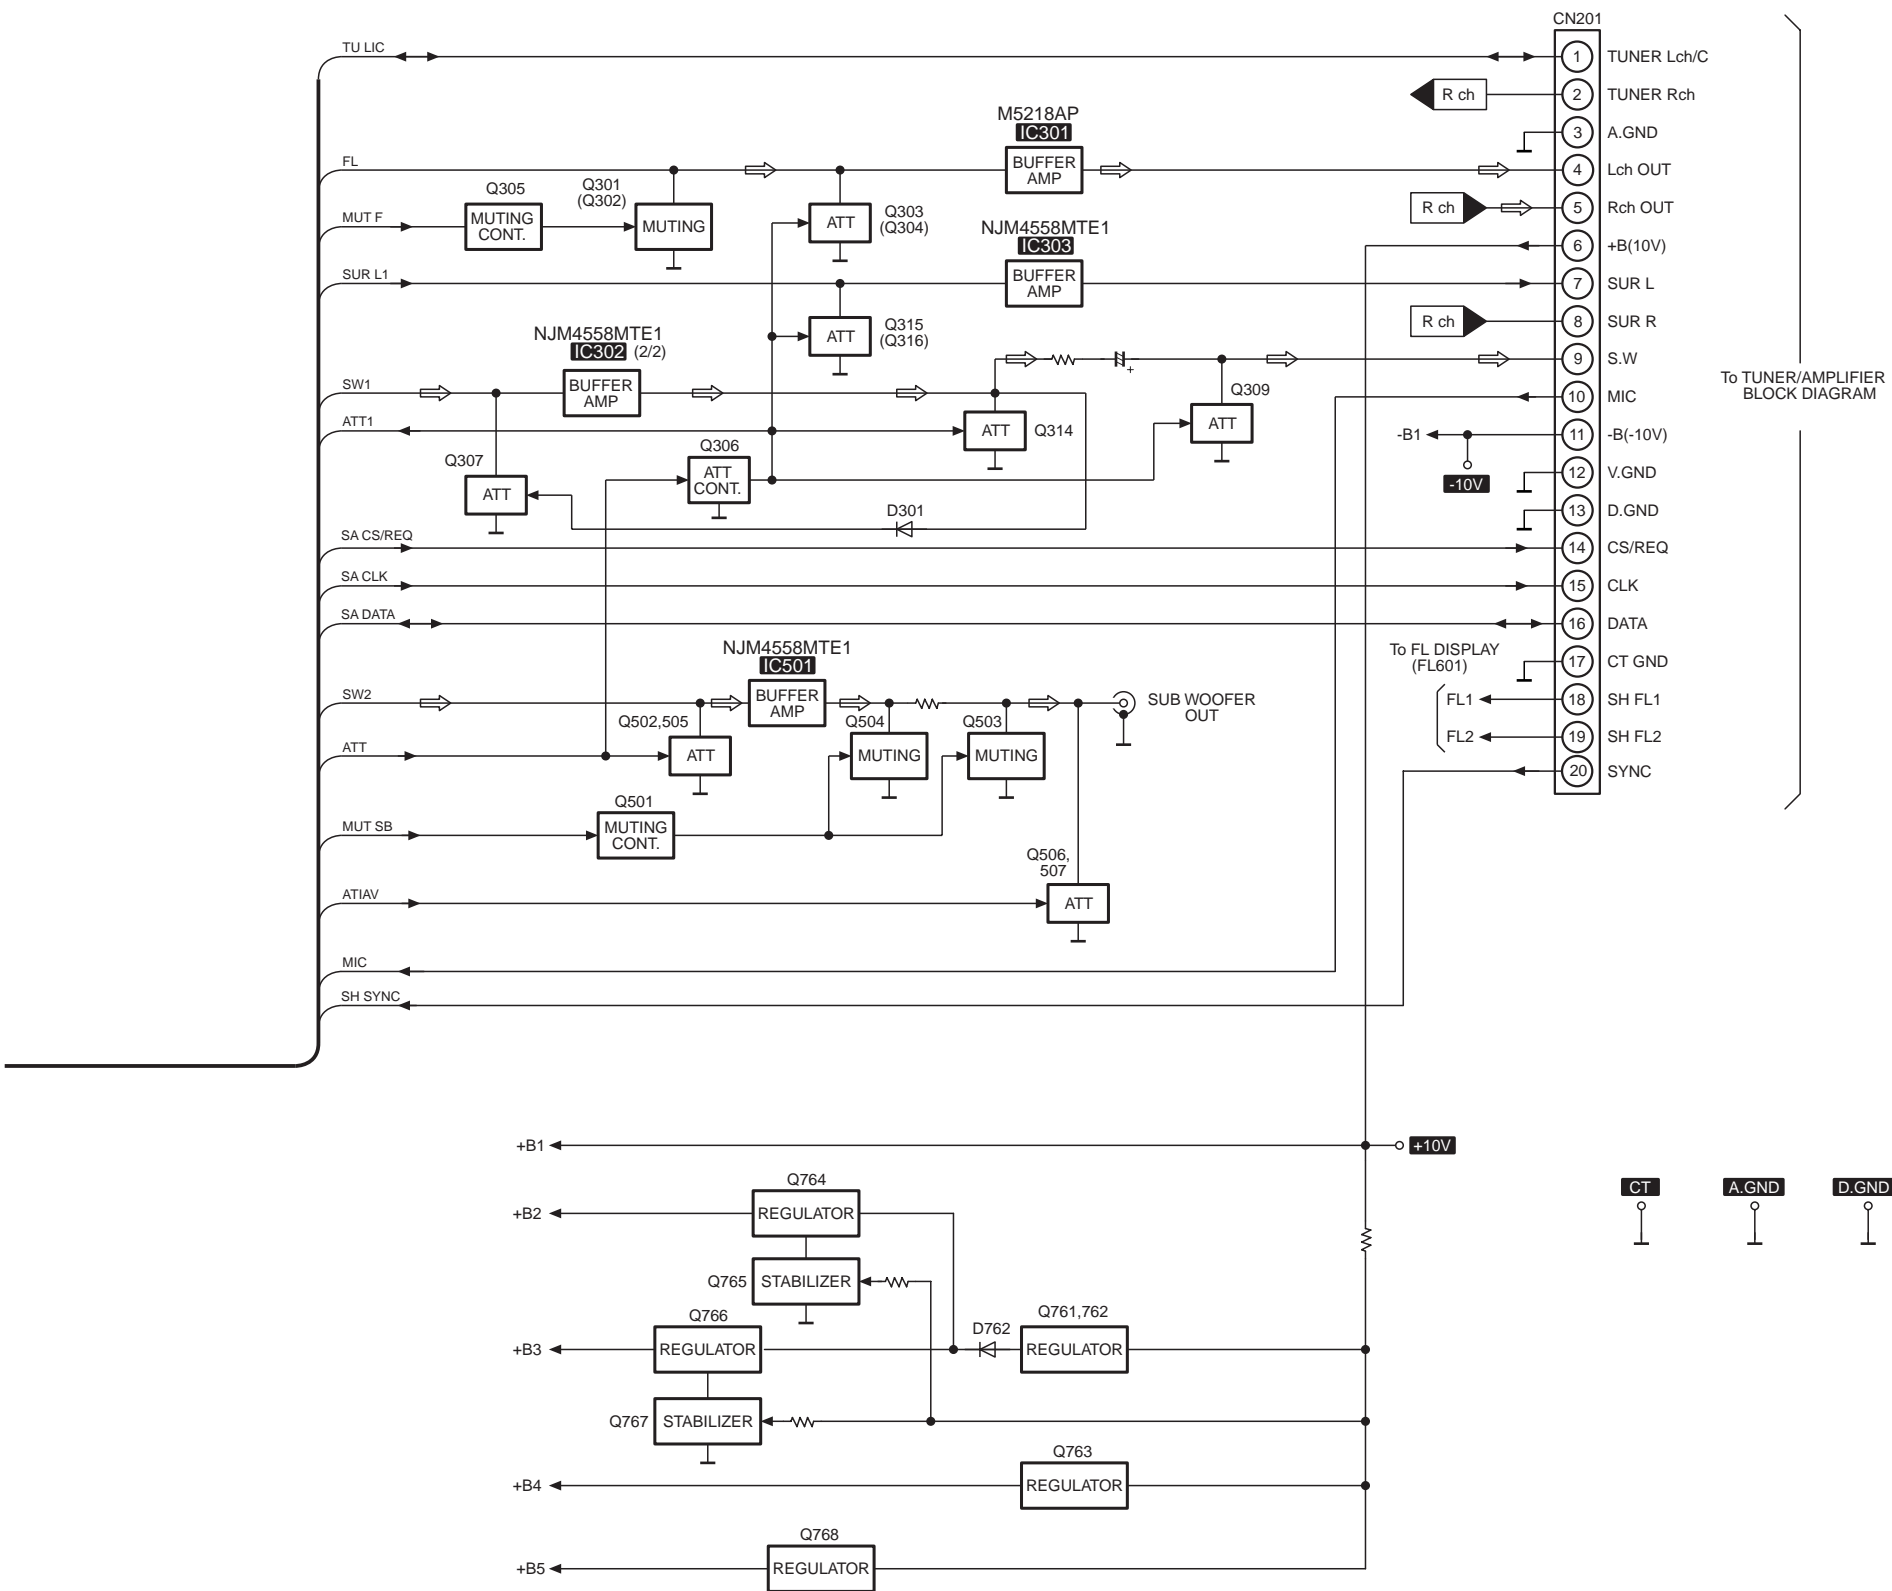 CN201
TU LIC
1 TUNER Lch/C
R ch
2 TUNER Rch
M5218AP
IC301
3 A.GND
FL
BUFFER
AMP
4 Lch OUT
Q305
Q301
(Q302)
MUT F
MUTING
CONT.
MUTING
ATT
Q303
(Q304)
R ch
5 Rch OUT
NJM4558MTE1
IC303
6 +B(10V)
SUR L1
BUFFER
AMP
7 SUR L
ATT
Q315
(Q316)
R ch
8 SUR R
NJM4558MTE1
IC302 (2/2)
+
9 S.W
To TUNER/AMPLIFIER
BLOCK DIAGRAM
SW1
BUFFER
AMP
Q309
10 MIC
ATT1
ATT
Q314
ATT
-B1
11 -B(-10V)
Q307
Q306
ATT
ATT
CONT.
-10V
12 V.GND
D301
13 D.GND
SA CS/REQ
14 CS/REQ
SA CLK
15 CLK
SA DATA
16 DATA
NJM4558MTE1
IC501
To FL DISPLAY
(FL601)
17 CT GND
SW2
BUFFER
AMP
SUB WOOFER
OUT
FL1
18 SH FL1
Q502,505
Q504
Q503
FL2
19 SH FL2
ATT
ATT
MUTING
MUTING
20 SYNC
Q501
MUT SB
MUTING
CONT.
Q506,
507
ATIAV
ATT
MIC
SH SYNC
+B1
+10V
Q764
CT
A.GND
D.GND
+B2
REGULATOR
Q765
STABILIZER
Q766
D762
Q761,762
+B3
REGULATOR
REGULATOR
Q767
STABILIZER
Q763
+B4
REGULATOR
Q768
+B5
REGULATOR